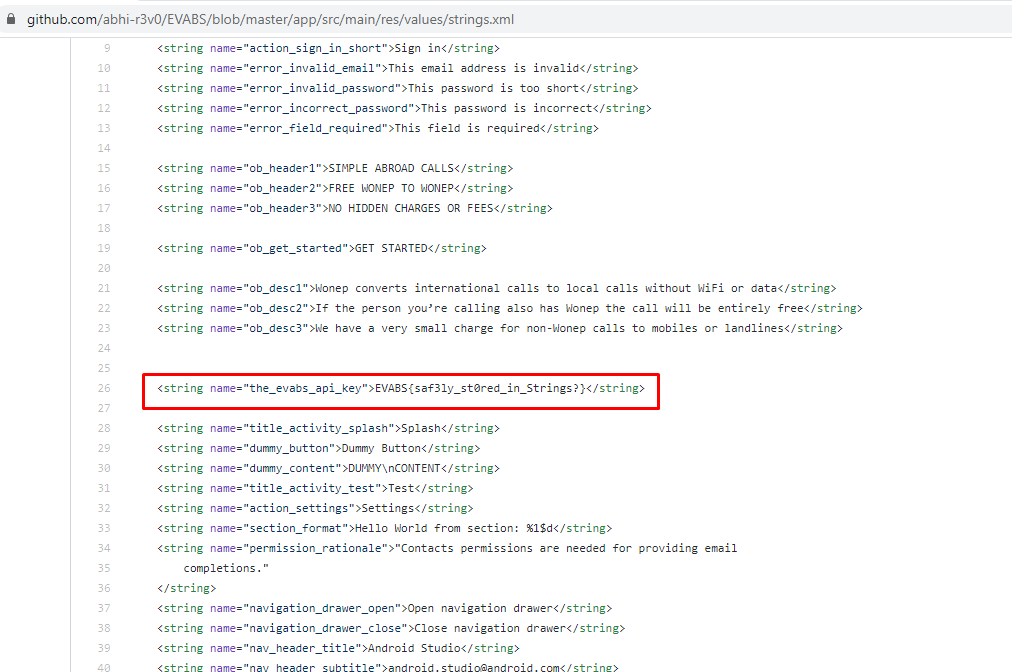 github.com/abhi-r3v0/EVABS/blob/master/app/src/main/res/values/strings.xml
9 <string name="action_sign_in_short">Sign in</string>
10 <string name="error_invalid_email">This email address is invalid</string>
11 <string name="error_invalid_password">This password is too short</string>
12 <string name="error_incorrect_password">This password is incorrect</string>
13 <string name="error_field_required">This field is required</string>
14
15 <string name="ob_header1">SIMPLE ABROAD CALLS</string>
16 <string name="ob_header2">FREE WONEP TO WONEP</string>
17 <string name="ob_header3">NO HIDDEN CHARGES OR FEES</string>
18
19 <string name="ob_get_started">GET STARTED</string>
20
21 <string name="ob_desc1">Wonep converts international calls to local calls without WiFi or data</string>
22 <string name="ob_desc2">If the person you’re calling also has Wonep the call will be entirely free</string>
23 <string name="ob_desc3">We have a very small charge for non-Wonep calls to mobiles or landlines</string>
24
25
26 <string name="the_evabs_api_key">EVABS{saf3ly_st0red_in_Strings?}</string>
27
28 <string name="title_activity_splash">Splash</string>
29 <string name="dummy_button">Dummy Button</string>
30 <string name="dummy_content">DUMMY\nCONTENT</string>
31 <string name="title_activity_test">Test</string>
32 <string name="action_settings">Settings</string>
33 <string name="section_format">Hello World from section: %1$d</string>
34 <string name="permission_rationale">"Contacts permissions are needed for providing email
35 completions."
36 </string>
37 <string name="navigation_drawer_open">Open navigation drawer</string>
38 <string name="navigation_drawer_close">Close navigation drawer</string>
39 <string name="nav_header_title">Android Studio</string>
40 <string name="nav_header_subtitle">android.studio@android.com</string>